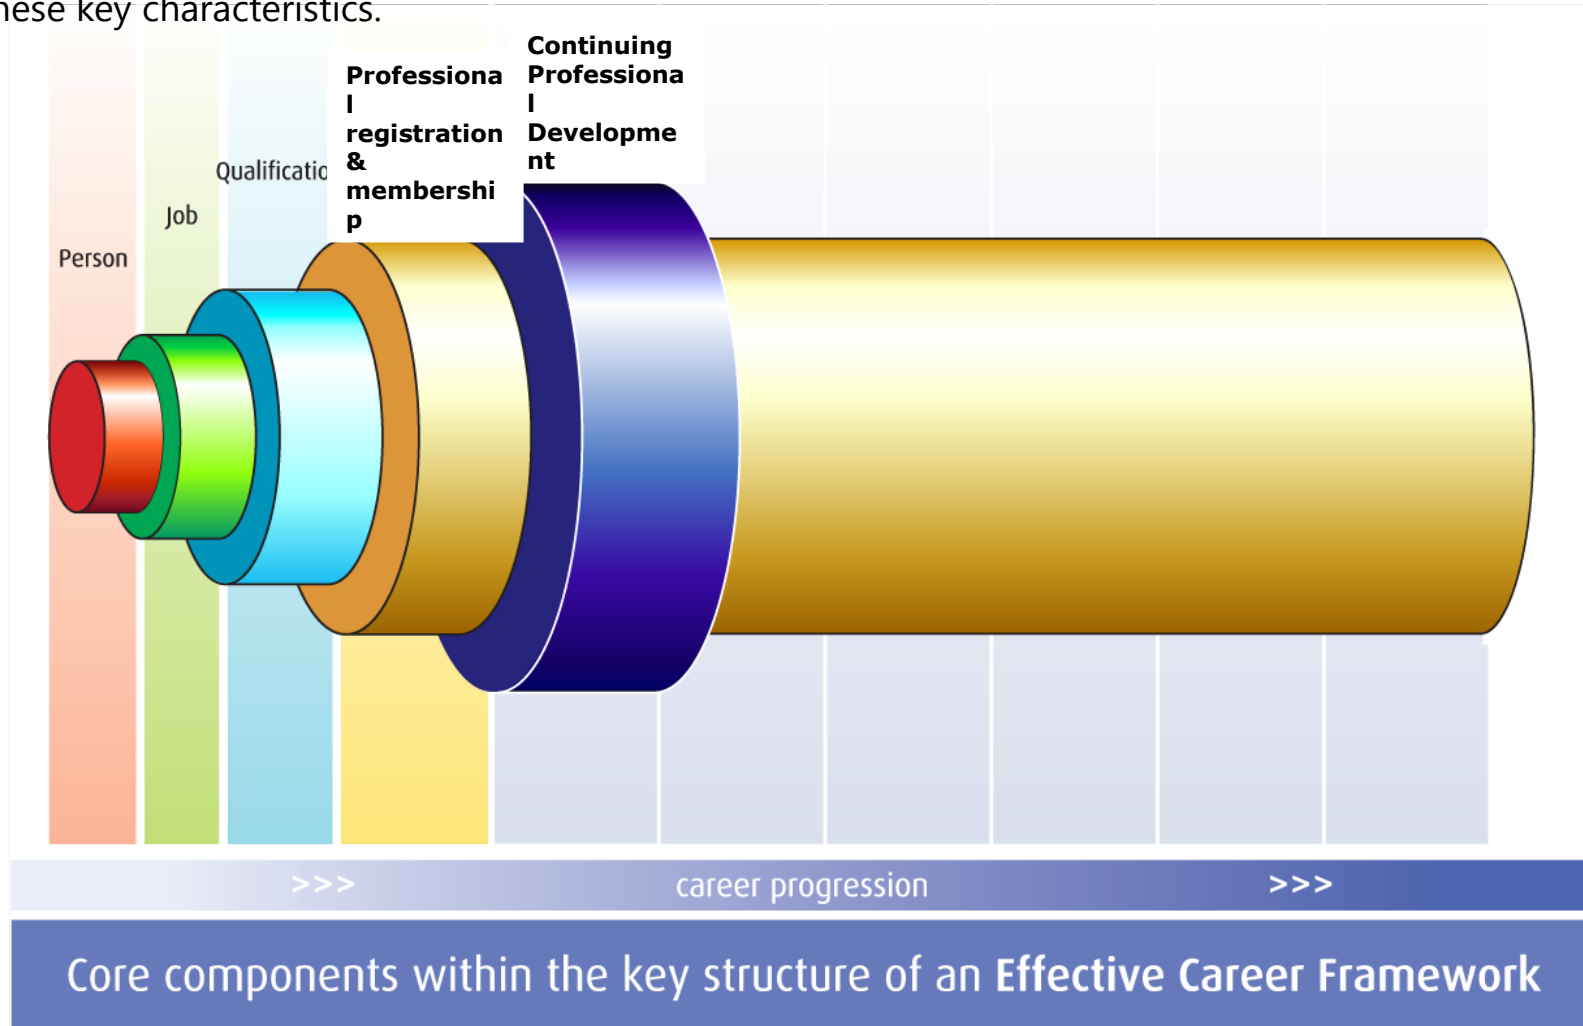 hese key characteristics.
Continuing
Professiona
l
Developme
nt
Professiona
l
registration
&
membershi
p
Qualificatio
Job
Person
>>> career progression >>>
Core components within the key structure of an Effective Career Framework